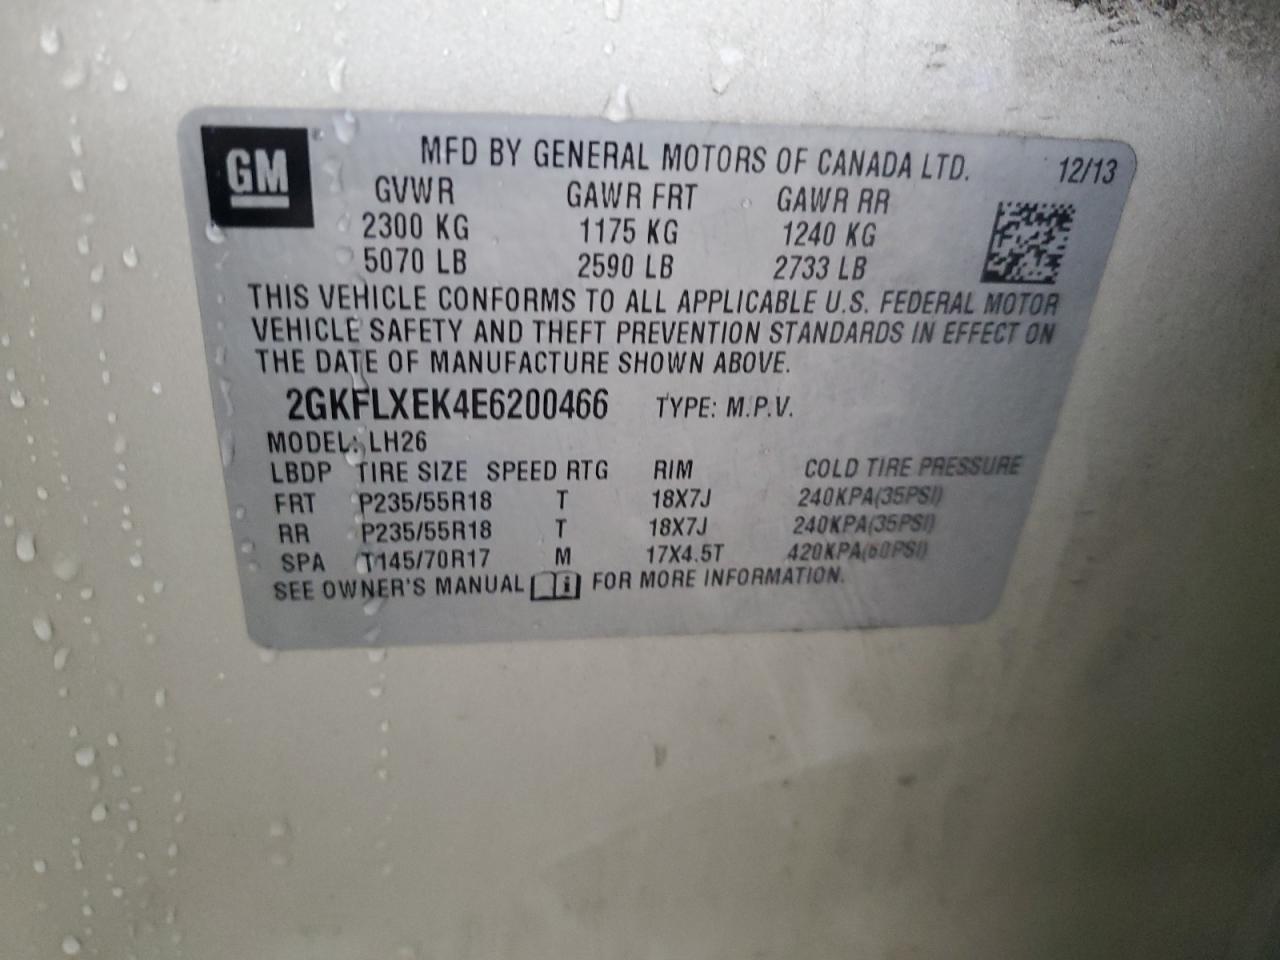 GM
MFD BY GENERAL MOTORS OF CANADA LTD. 12/13
GVWR GAWR FRT GAWR RR
2300 KG 1175 KG 1240 KG
5070 LB 2590 LB 2733 LB
THIS VEHICLE CONFORMS TO ALL APPLICABLE U.S. FEDERAL MOTOR
VEHICLE SAFETY AND THEFT PREVENTION STANDARDS IN EFFECT ON
THE DATE OF MANUFACTURE SHOWN ABOVE.
2GKFLXEK4E6200466 TYPE: M.P.V.
MODEL: LH26
LBDP TIRE SIZE SPEED RTG RIM COLD TIRE PRESSURE
FRT P235/55R18 T 18X7J 240KPA(35PSI)
RR P235/55R18 T 18X7J 240KPA(35PSI)
SPA T145/70R17 M 17X4.5T 420KPA(60PSI)
SEE OWNER'S MANUAL i FOR MORE INFORMATION.